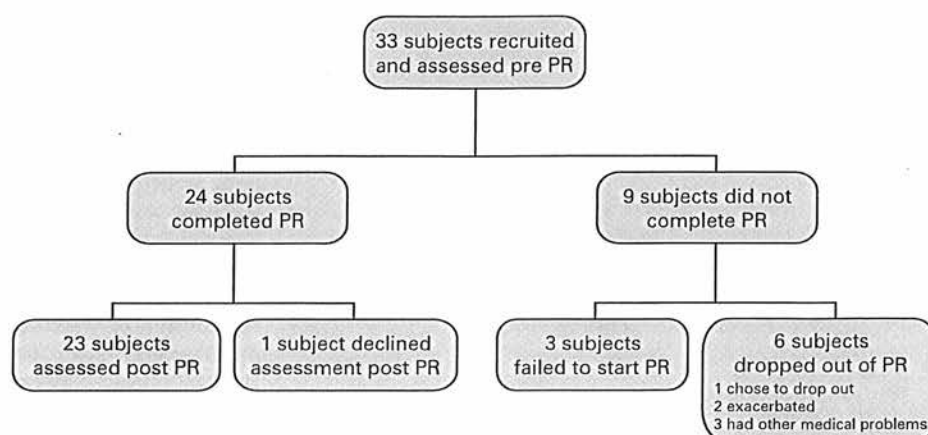 33 subjects recruited
and assessed pre PR
24 subjects
completed PR
9 subjects did not
complete PR
23 subjects
assessed post PR
1 subject declined
assessment post PR
3 subjects
failed to start PR
6 subjects
dropped out of PR
1 chose to drop out
2 exacerbated
3 had other medical problems